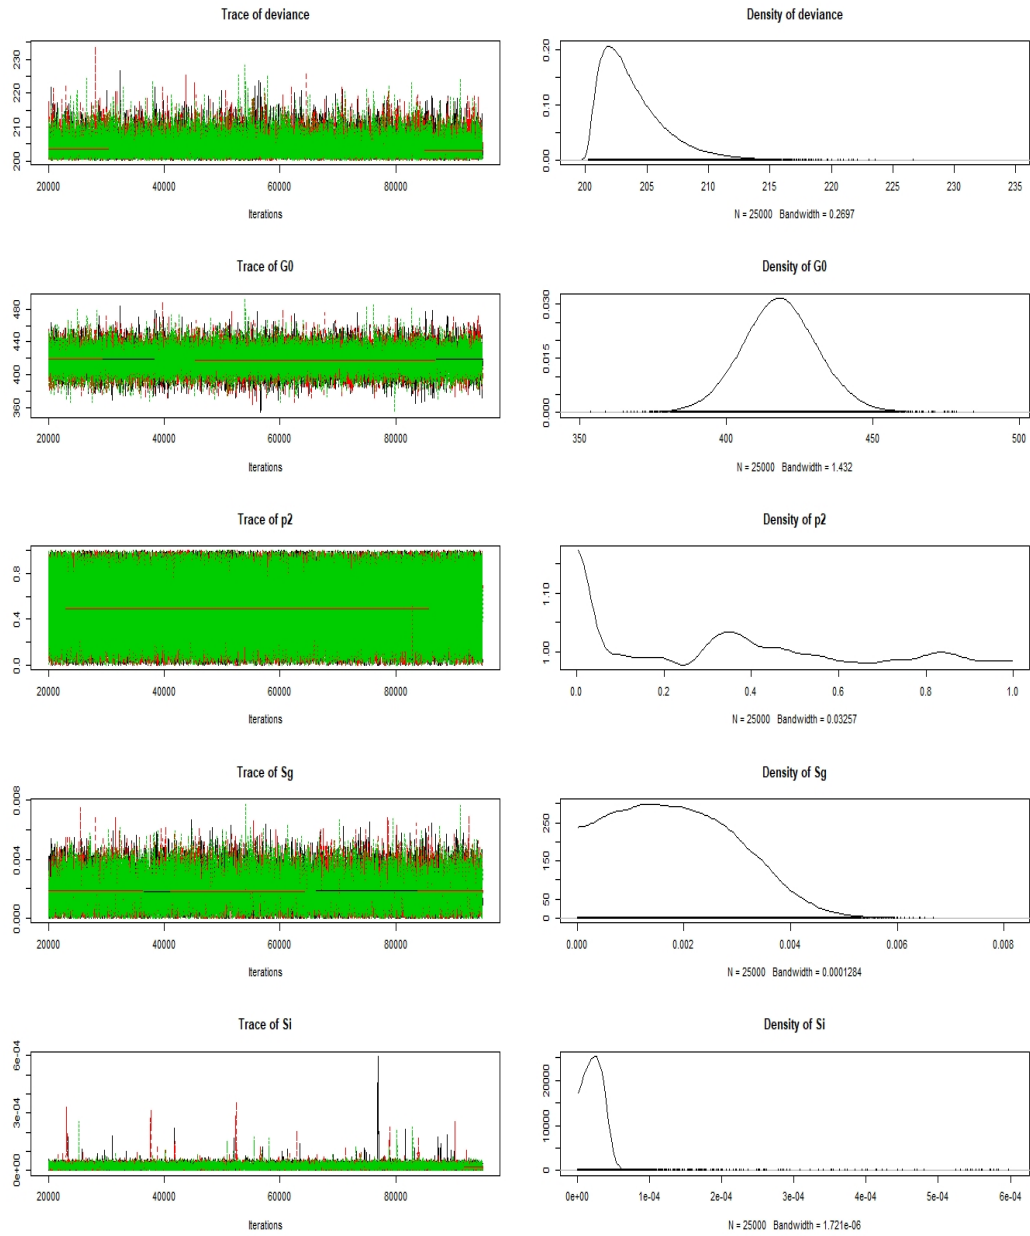 Trace of deviance
Density of deviance
200 210 220 230
0.00 0.10 0.20
20000 40000 60000 80000
200 205 210 215 220 225 230 235
Iterations
N = 25000 Bandwidth = 0.2697
Trace of G0
Density of G0
360 400 440 480
0.000 0.015 0.030
20000 40000 60000 80000
350 400 450 500
Iterations
N = 25000 Bandwidth = 1.432
Trace of p2
Density of p2
0.0 0.4 0.8
1.00 1.10
20000 40000 60000 80000
0.0 0.2 0.4 0.6 0.8 1.0
Iterations
N = 25000 Bandwidth = 0.03257
Trace of Sg
Density of Sg
0.000 0.004 0.008
0 50 150 250
20000 40000 60000 80000
0.000 0.002 0.004 0.006 0.008
Iterations
N = 25000 Bandwidth = 0.0001284
Trace of Si
Density of Si
0e+00 3e-04 6e-04
0 10000 20000
20000 40000 60000 80000
0e+00 1e-04 2e-04 3e-04 4e-04 5e-04 6e-04
Iterations
N = 25000 Bandwidth = 1.721e-06